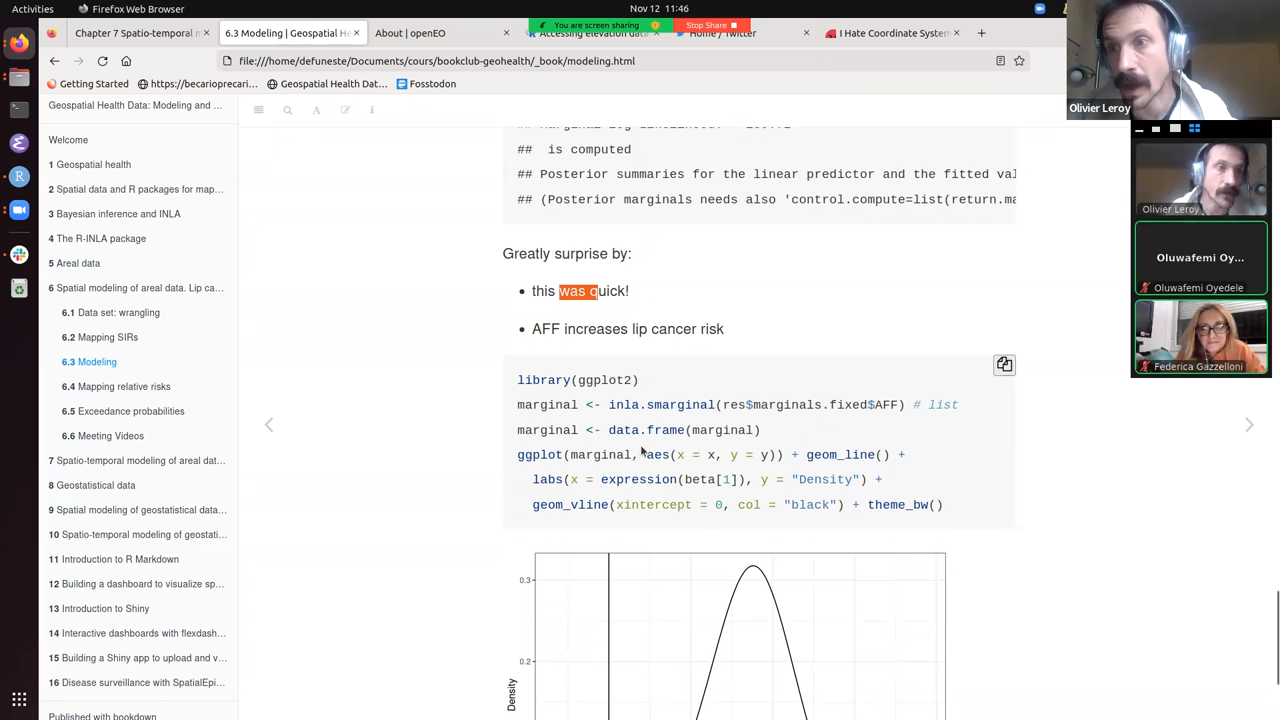 Activities
Firefox Web Browser
Nov 12 11:46
You are screen sharing
Stop Share
Chapter 7 Spatio-temporal m
6.3 Modeling | Geospatial He
About | openEO
Accessing elevation data
Home / Twitter
I Hate Coordinate System
file:///home/defuneste/Documents/cours/bookclub-geohealth/_book/modeling.html
Getting Started
https://becarioprecari...
Geospatial Health Dat...
Fosstodon
Geospatial Health Data: Modeling and ...
Welcome
1 Geospatial health
2 Spatial data and R packages for map...
3 Bayesian inference and INLA
4 The R-INLA package
5 Areal data
6 Spatial modeling of areal data. Lip ca...
6.1 Data set: wrangling
6.2 Mapping SIRs
6.3 Modeling
6.4 Mapping relative risks
6.5 Exceedance probabilities
6.6 Meeting Videos
7 Spatio-temporal modeling of areal dat...
8 Geostatistical data
9 Spatial modeling of geostatistical data...
10 Spatio-temporal modeling of geostati...
11 Introduction to R Markdown
12 Building a dashboard to visualize sp...
13 Introduction to Shiny
14 Interactive dashboards with flexdash...
15 Building a Shiny app to upload and v...
16 Disease surveillance with SpatialEpi...
Published with bookdown
## is computed
## Posterior summaries for the linear predictor and the fitted val
## (Posterior marginals needs also 'control.compute=list(return.ma
Greatly surprise by:
• this was quick!
• AFF increases lip cancer risk
library(ggplot2)
marginal <- inla.smarginal(res$marginals.fixed$AFF) # list
marginal <- data.frame(marginal)
ggplot(marginal, aes(x = x, y = y)) + geom_line() +
labs(x = expression(beta[1]), y = "Density") +
geom_vline(xintercept = 0, col = "black") + theme_bw()
0.3
0.2
Density
Olivier Leroy
Olivier Leroy
Oluwafemi Oy...
Oluwafemi Oyedele
Federica Gazzelloni